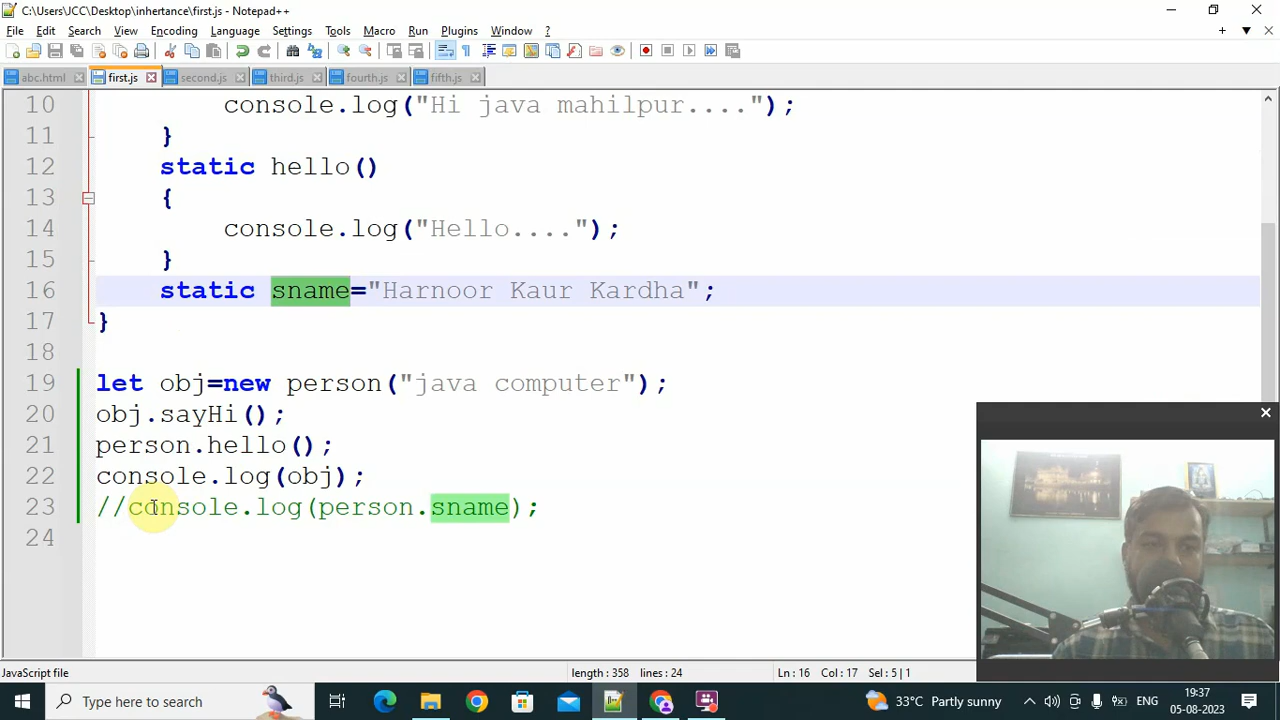 C:\Users\JCC\Desktop\inhertance\first.js - Notepad++
File Edit Search View Encoding Language Settings Tools Macro Run Plugins Window ?
abc.html first.js second.js third.js fourth.js fifth.js
10 console.log("Hi java mahilpur....");
11 }
12 static hello()
13 {
14 console.log("Hello....");
15 }
16 static sname="Harnoor Kaur Kardha";
17 }
18
19 let obj=new person("java computer");
20 obj.sayHi();
21 person.hello();
22 console.log(obj);
23 //console.log(person.sname);
24
JavaScript file length : 358 lines : 24 Ln : 16 Col : 17 Sel : 5 | 1
Type here to search 33°C Partly sunny ENG 19:37
05-08-2023